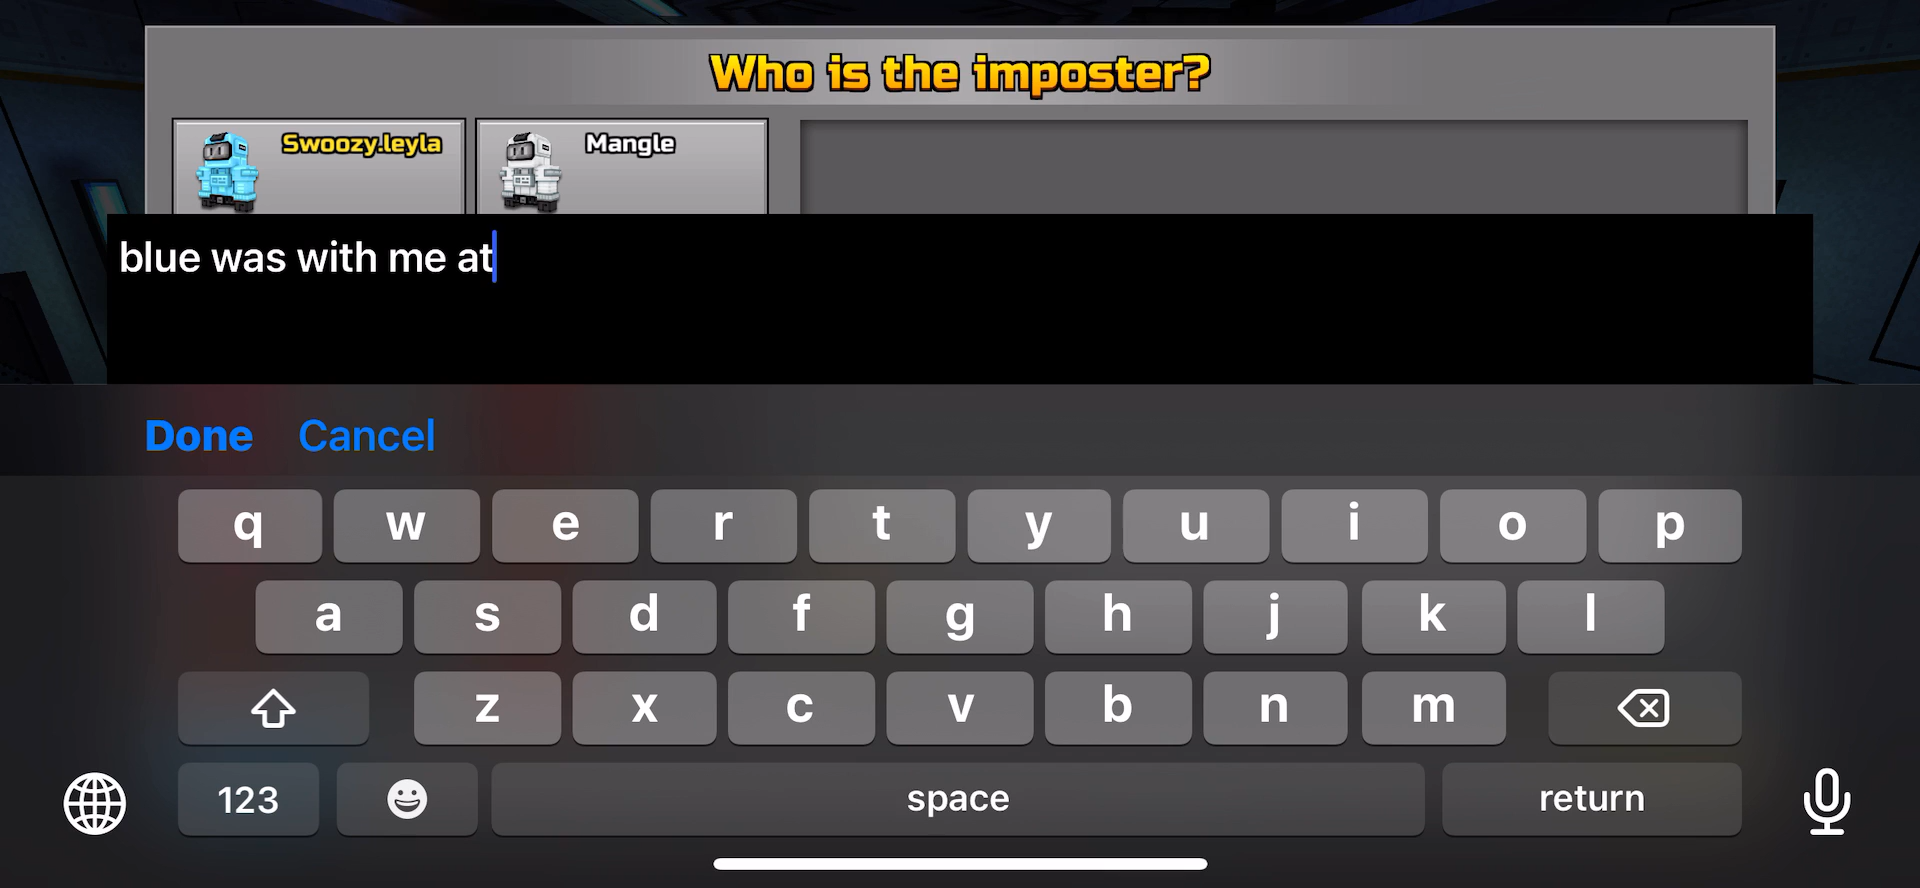 Who is the imposter?
Swoozy.leyla
Mangle
blue was with me at
Done Cancel
q w e r t y u i o p
a s d f g h j k l
z x c v b n m
123 space return